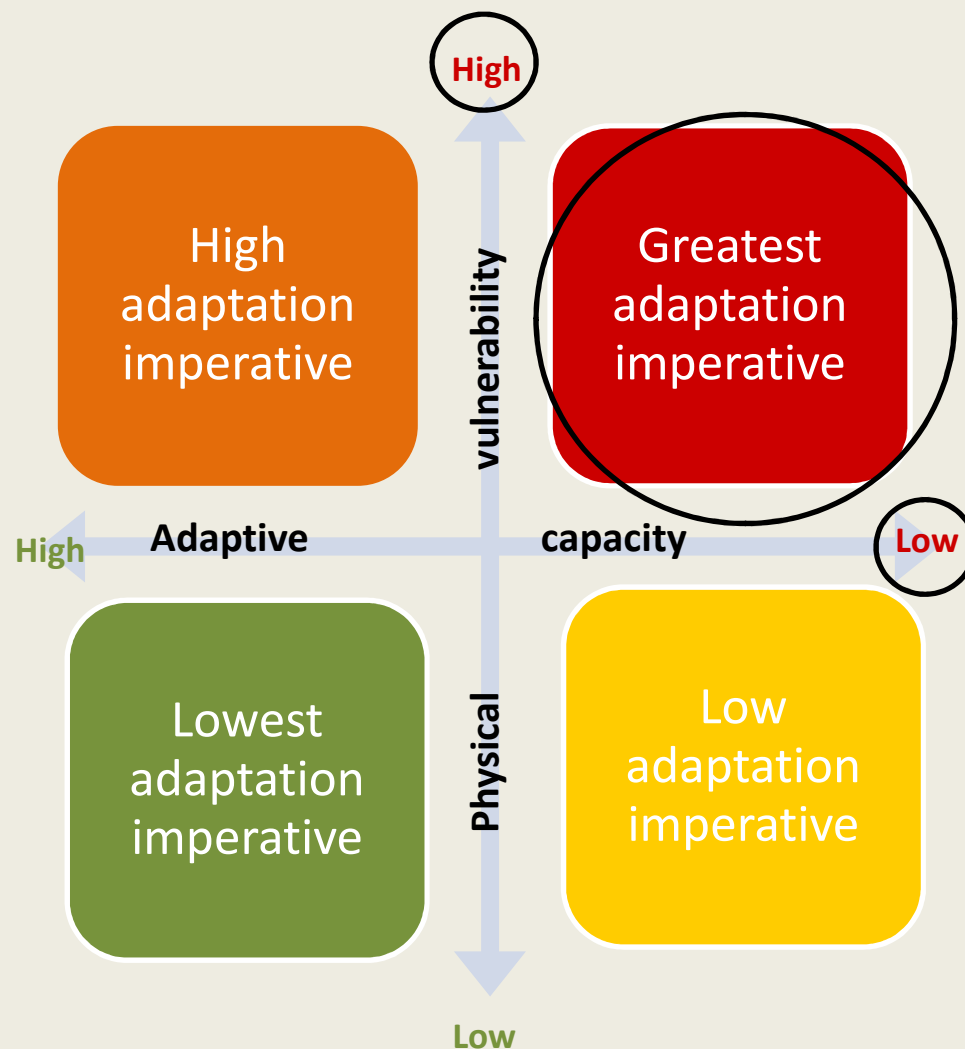 High
High
adaptation
imperative
Greatest
adaptation
imperative
Physical vulnerability
High
Adaptive capacity
Low
Lowest
adaptation
imperative
Low
adaptation
imperative
Low